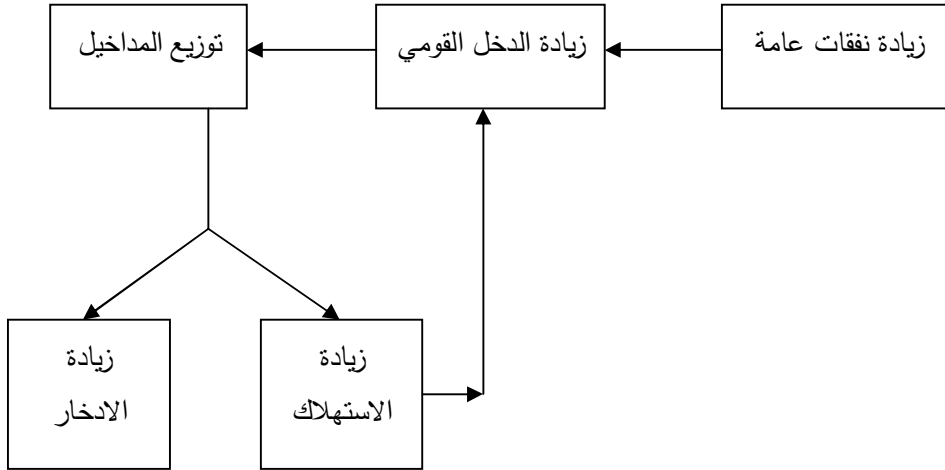 زيادة نفقات عامة
زيادة الدخل القومي
توزيع المداخيل
زيادة
الاستهلاك
زيادة
الادخار